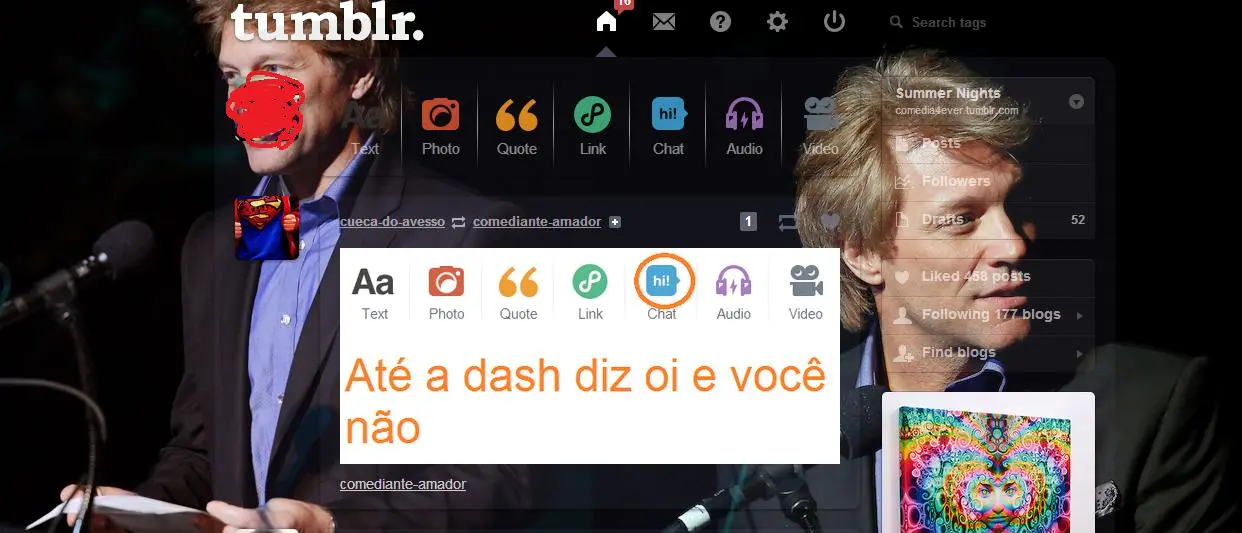 tumblr.
16
Search tags
Aa
Text
Photo
Quote
Link
hi!
Chat
Audio
Video
Summer Nights
comedia4ever.tumblr.com
Posts
Followers
Drafts 52
Liked 458 posts
Following 177 blogs
Find blogs
cueca-do-avesso comediante-amador
1
Aa
Text
Photo
Quote
Link
hi!
Chat
Audio
Video
Até a dash diz oi e você
não
comediante-amador